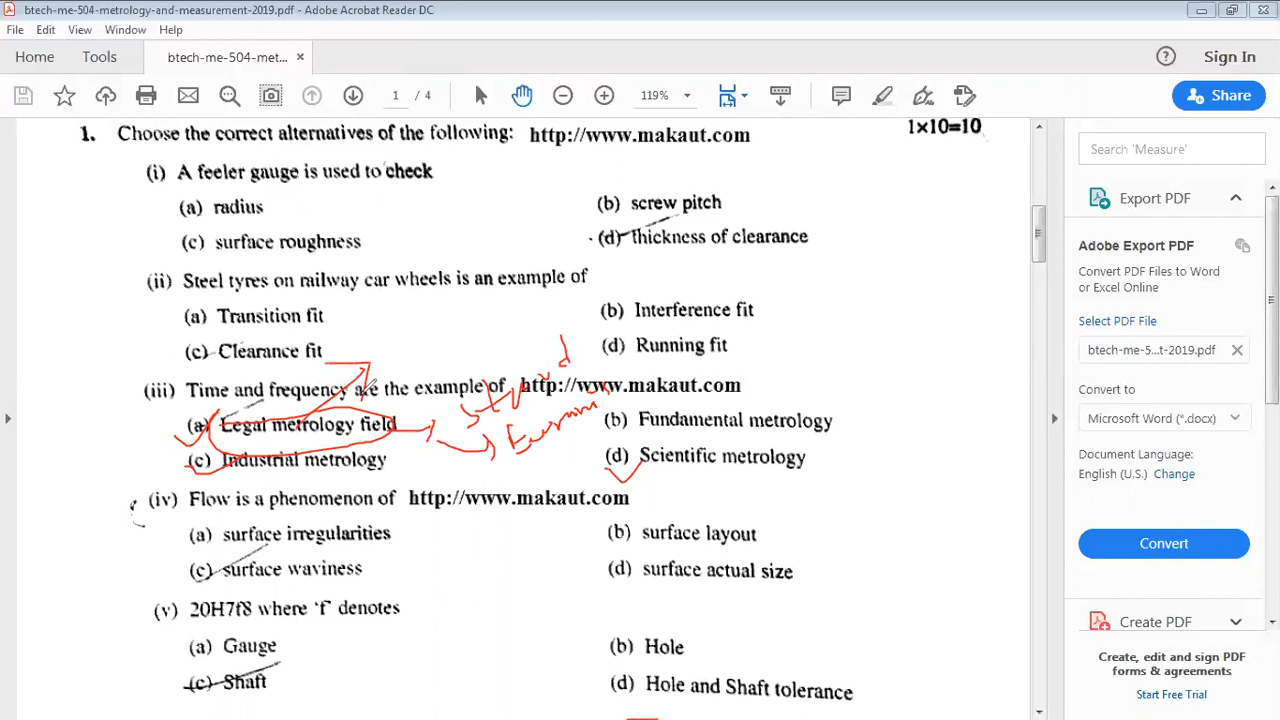 btech-me-504-metrology-and-measurement-2019.pdf - Adobe Acrobat Reader DC
File Edit View Window Help
Home Tools btech-me-504-met... × Sign In
1 / 4 119% Share
1. Choose the correct alternatives of the following: http://www.makaut.com 1×10=10
(i) A feeler gauge is used to check
(a) radius (b) screw pitch
(c) surface roughness (d) thickness of clearance
(ii) Steel tyres on railway car wheels is an example of
(a) Transition fit (b) Interference fit
(c) Clearance fit (d) Running fit
(iii) Time and frequency are the example of http://www.makaut.com
(a) Legal metrology field (b) Fundamental metrology
(c) Industrial metrology (d) Scientific metrology
(iv) Flow is a phenomenon of http://www.makaut.com
(a) surface irregularities (b) surface layout
(c) surface waviness (d) surface actual size
(v) 20H7f8 where 'f' denotes
(a) Gauge (b) Hole
(c) Shaft (d) Hole and Shaft tolerance
Search 'Measure'
Export PDF
Adobe Export PDF
Convert PDF Files to Word
or Excel Online
Select PDF File
btech-me-5...t-2019.pdf ×
Convert to
Microsoft Word (*.docx)
Document Language:
English (U.S.) Change
Convert
Create PDF
Create, edit and sign PDF
forms & agreements
Start Free Trial